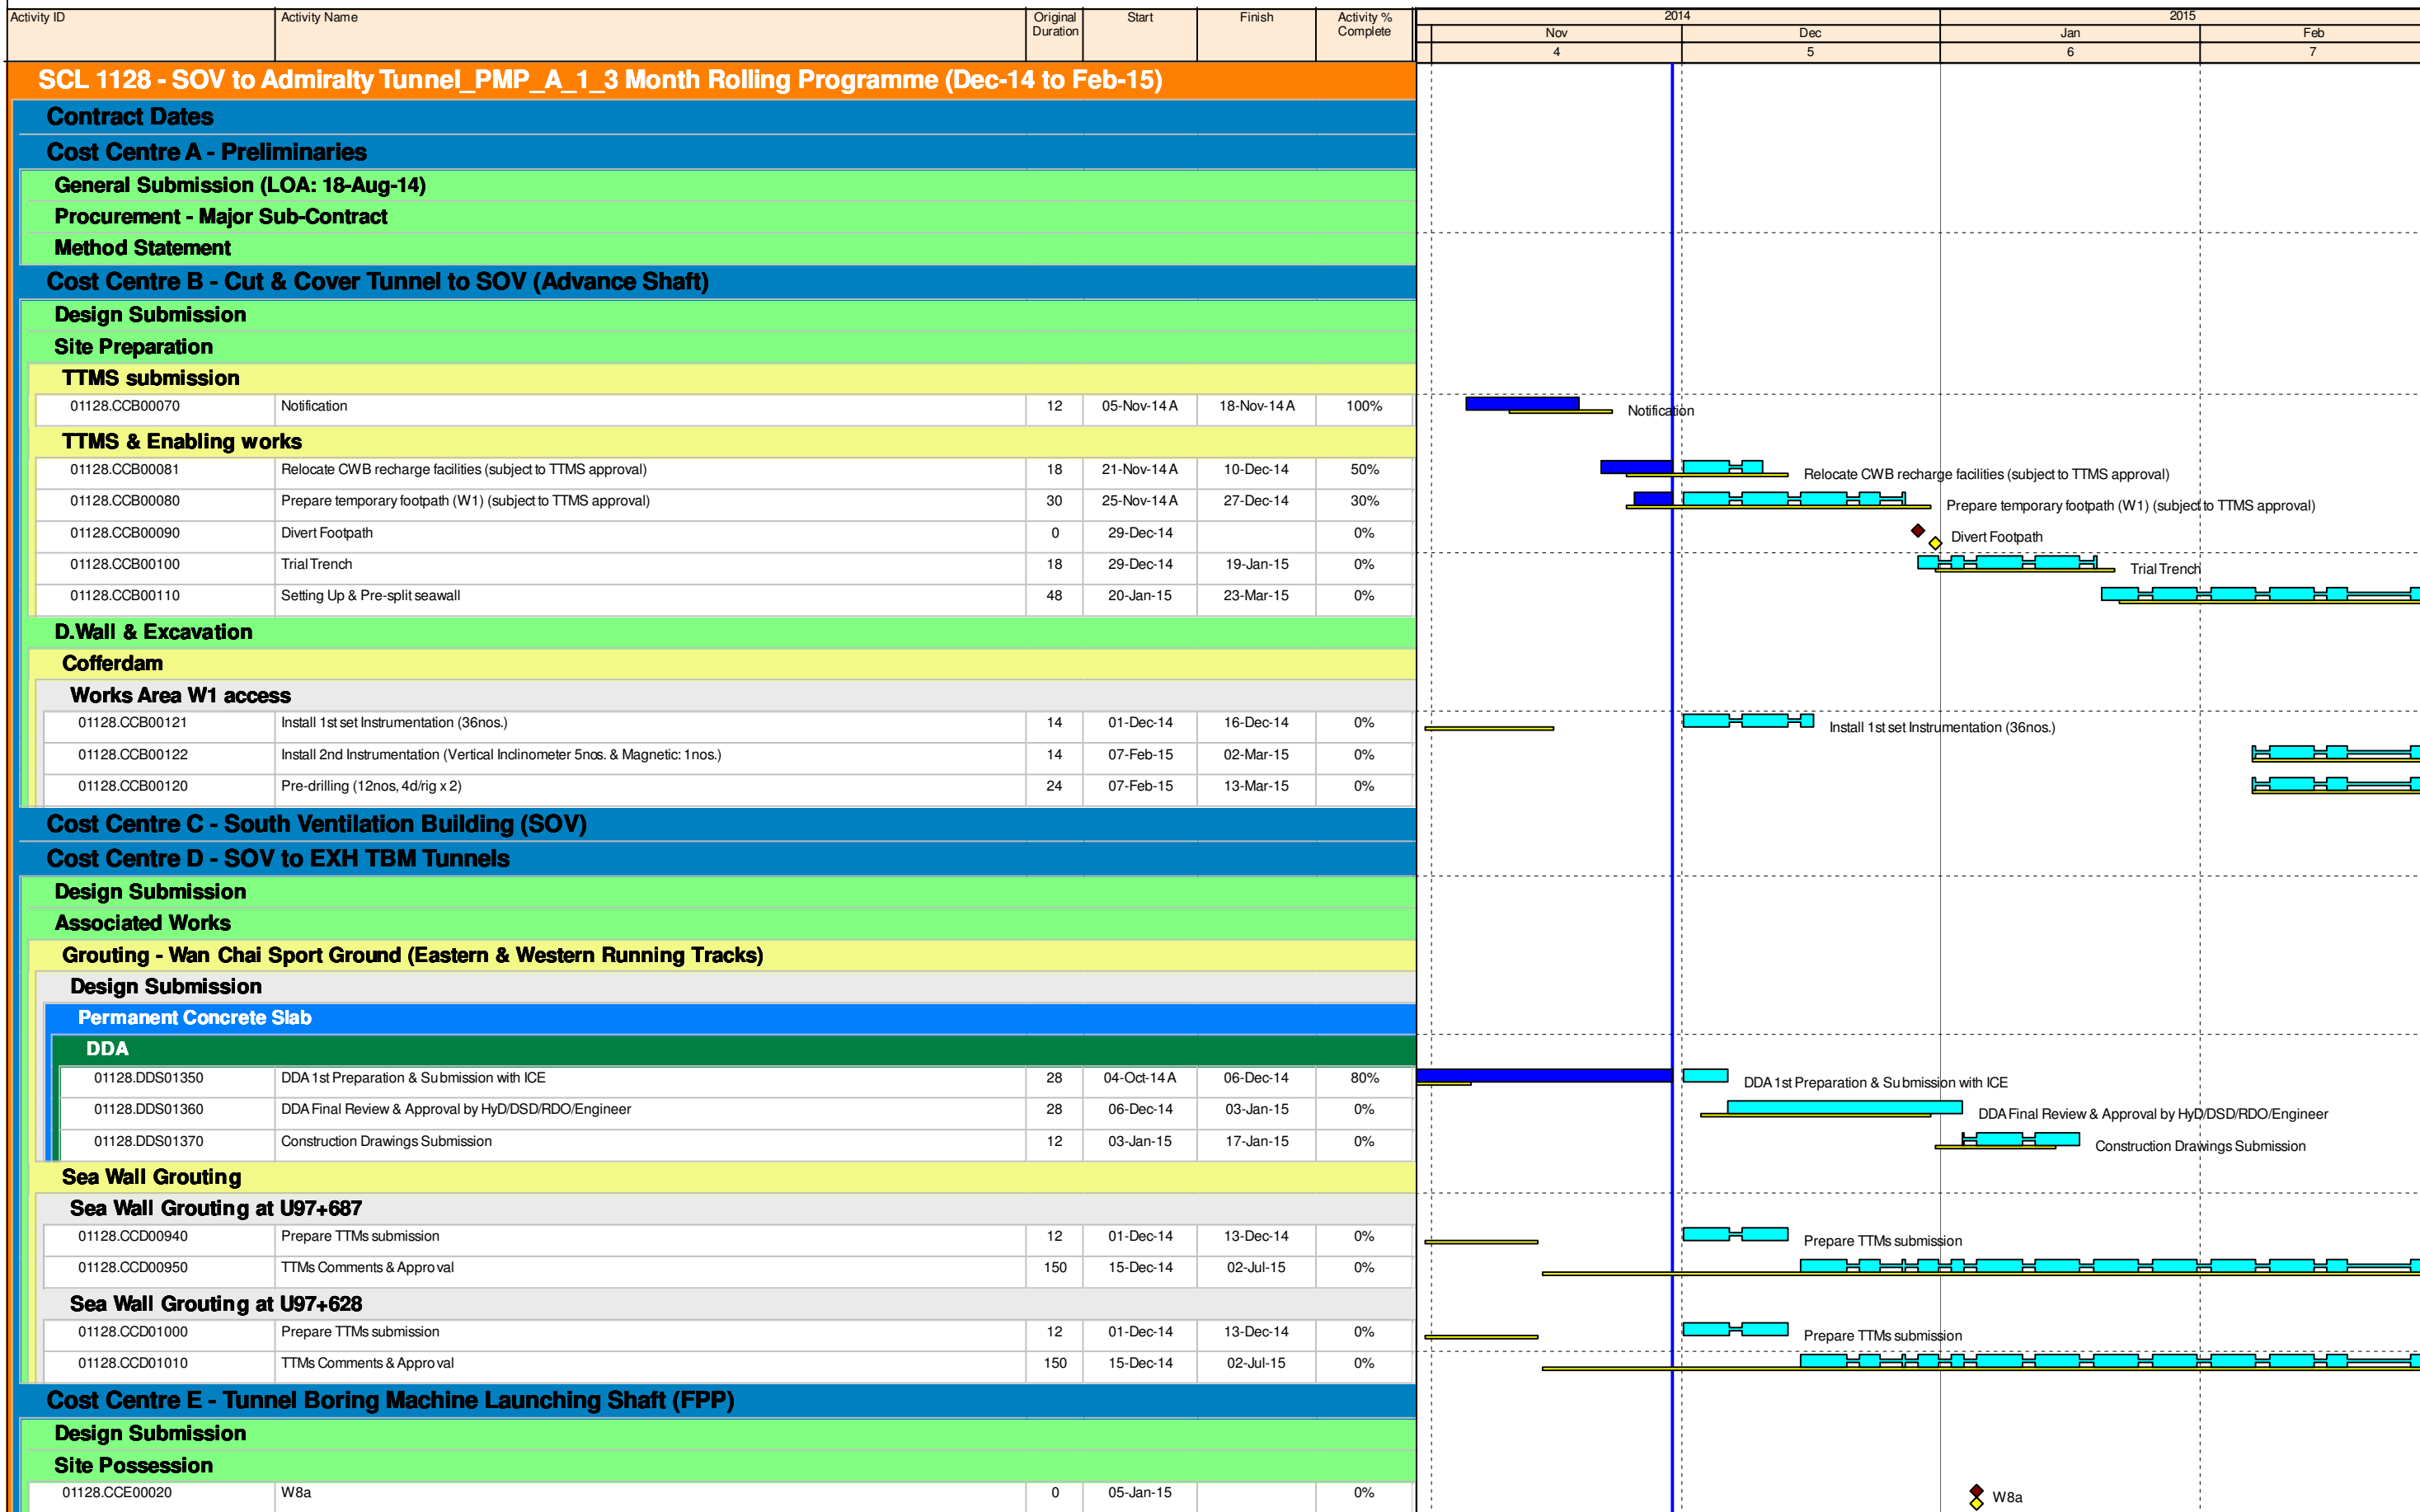 Activity ID Activity Name Original Duration Start Finish Activity % Complete 2014 2015
Nov Dec Jan Feb
4 5 6 7
SCL 1128 - SOV to Admiralty Tunnel_PMP_A_1_3 Month Rolling Programme (Dec-14 to Feb-15)
Contract Dates
Cost Centre A - Preliminaries
General Submission (LOA: 18-Aug-14)
Procurement - Major Sub-Contract
Method Statement
Cost Centre B - Cut & Cover Tunnel to SOV (Advance Shaft)
Design Submission
Site Preparation
TTMS submission
01128.CCB00070 Notification 12 05-Nov-14 A 18-Nov-14 A 100% Notification
TTMS & Enabling works
01128.CCB00081 Relocate CWB recharge facilities (subject to TTMS approval) 18 21-Nov-14 A 10-Dec-14 50% Relocate CWB recharge facilities (subject to TTMS approval)
01128.CCB00080 Prepare temporary footpath (W1) (subject to TTMS approval) 30 25-Nov-14 A 27-Dec-14 30% Prepare temporary footpath (W1) (subject to TTMS approval)
01128.CCB00090 Divert Footpath 0 29-Dec-14 0% Divert Footpath
01128.CCB00100 Trial Trench 18 29-Dec-14 19-Jan-15 0% Trial Trench
01128.CCB00110 Setting Up & Pre-split seawall 48 20-Jan-15 23-Mar-15 0%
D.Wall & Excavation
Cofferdam
Works Area W1 access
01128.CCB00121 Install 1st set Instrumentation (36nos.) 14 01-Dec-14 16-Dec-14 0% Install 1st set Instrumentation (36nos.)
01128.CCB00122 Install 2nd Instrumentation (Vertical Inclinometer 5nos. & Magnetic: 1nos.) 14 07-Feb-15 02-Mar-15 0%
01128.CCB00120 Pre-drilling (12nos, 4d/rig x 2) 24 07-Feb-15 13-Mar-15 0%
Cost Centre C - South Ventilation Building (SOV)
Cost Centre D - SOV to EXH TBM Tunnels
Design Submission
Associated Works
Grouting - Wan Chai Sport Ground (Eastern & Western Running Tracks)
Design Submission
Permanent Concrete Slab
DDA
01128.DDS01350 DDA 1st Preparation & Submission with ICE 28 04-Oct-14 A 06-Dec-14 80% DDA 1st Preparation & Submission with ICE
01128.DDS01360 DDA Final Review & Approval by HyD/DSD/RDO/Engineer 28 06-Dec-14 03-Jan-15 0% DDA Final Review & Approval by HyD/DSD/RDO/Engineer
01128.DDS01370 Construction Drawings Submission 12 03-Jan-15 17-Jan-15 0% Construction Drawings Submission
Sea Wall Grouting
Sea Wall Grouting at U97+687
01128.CCD00940 Prepare TTMs submission 12 01-Dec-14 13-Dec-14 0% Prepare TTMs submission
01128.CCD00950 TTMs Comments & Approval 150 15-Dec-14 02-Jul-15 0%
Sea Wall Grouting at U97+628
01128.CCD01000 Prepare TTMs submission 12 01-Dec-14 13-Dec-14 0% Prepare TTMs submission
01128.CCD01010 TTMs Comments & Approval 150 15-Dec-14 02-Jul-15 0%
Cost Centre E - Tunnel Boring Machine Launching Shaft (FPP)
Design Submission
Site Possession
01128.CCE00020 W8a 0 05-Jan-15 0% W8a